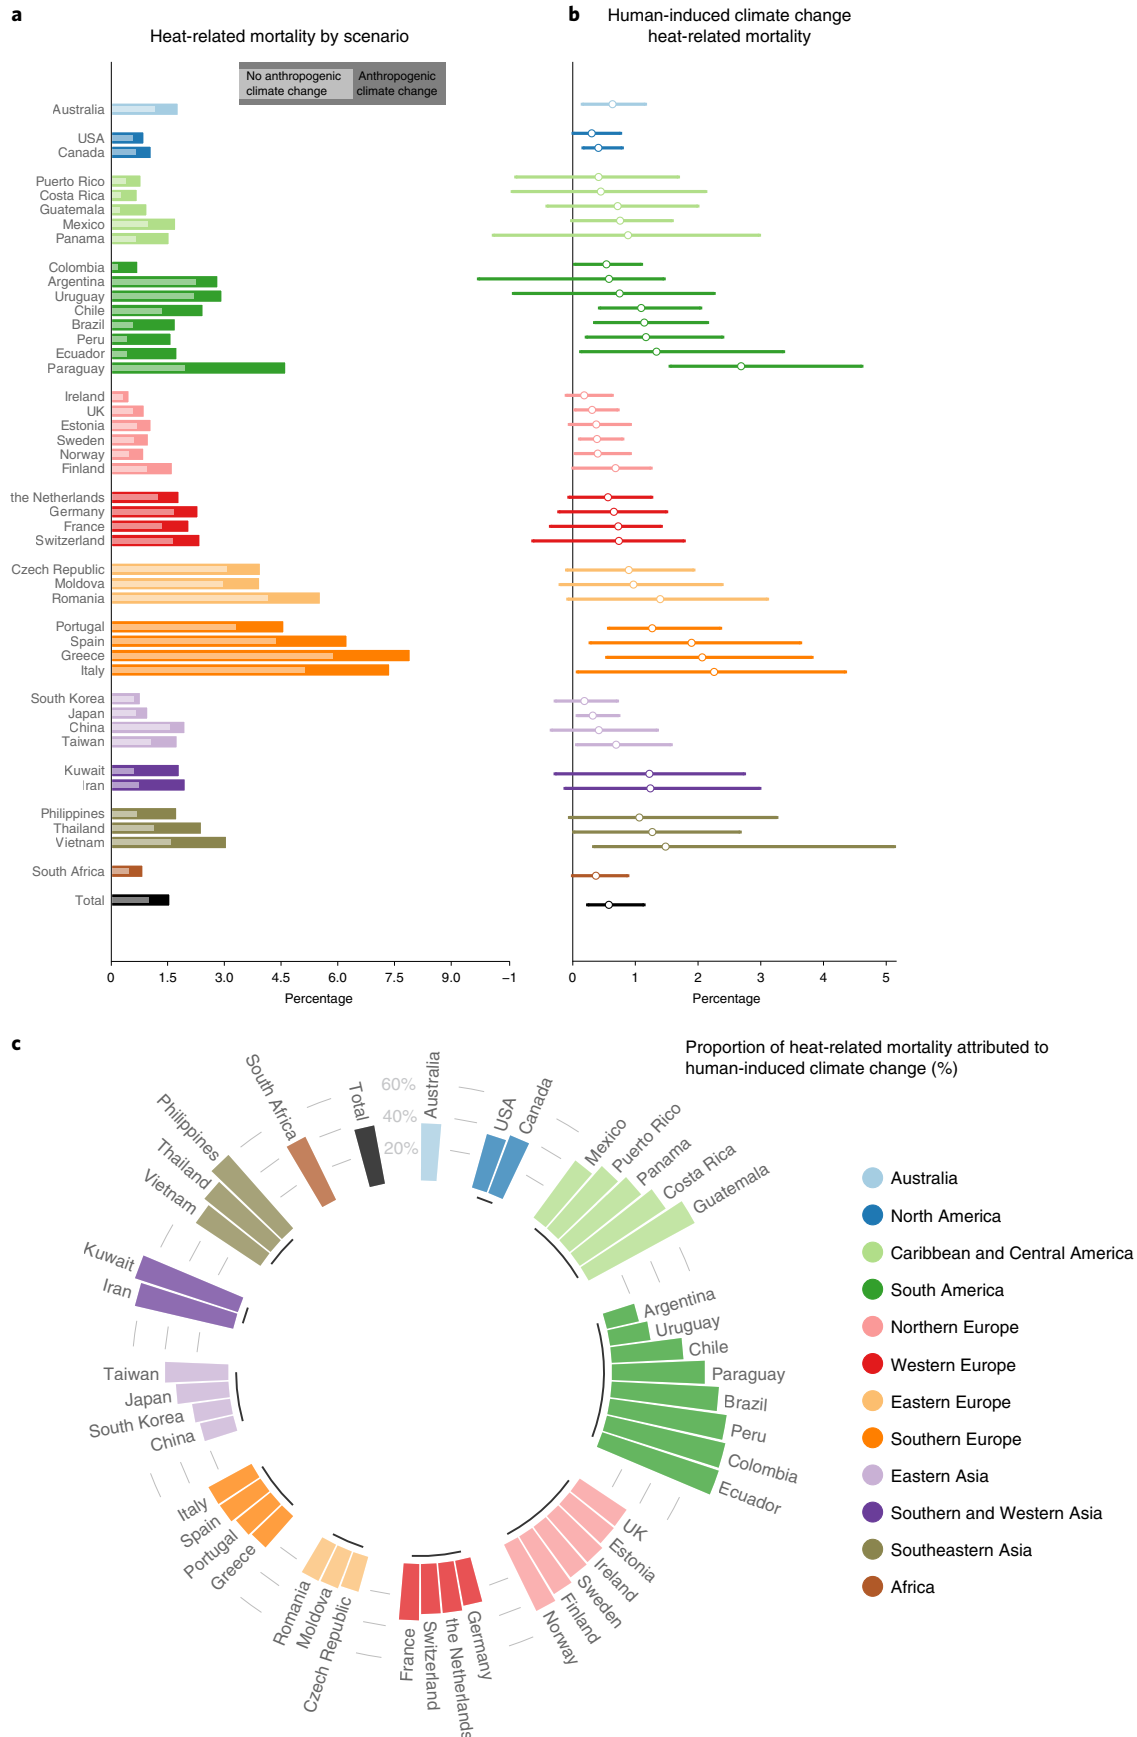 a
Heat-related mortality by scenario
No anthropogenic
climate change
Anthropogenic
climate change
Australia
USA
Canada
Puerto Rico
Costa Rica
Guatemala
Mexico
Panama
Colombia
Argentina
Uruguay
Chile
Brazil
Peru
Ecuador
Paraguay
Ireland
UK
Estonia
Sweden
Norway
Finland
the Netherlands
Germany
France
Switzerland
Czech Republic
Moldova
Romania
Portugal
Spain
Greece
Italy
South Korea
Japan
China
Taiwan
Kuwait
Iran
Philippines
Thailand
Vietnam
South Africa
Total
0 1.5 3.0 4.5 6.0 7.5 9.0
Percentage
b
Human-induced climate change
heat-related mortality
−1 0 1 2 3 4 5
Percentage
c
Proportion of heat-related mortality attributed to
human-induced climate change (%)
60%
40%
20%
Australia
USA
Canada
Mexico
Puerto Rico
Panama
Costa Rica
Guatemala
Argentina
Uruguay
Chile
Paraguay
Brazil
Peru
Colombia
Ecuador
UK
Estonia
Ireland
Sweden
Finland
Norway
Germany
the Netherlands
Switzerland
France
Czech Republic
Moldova
Romania
Greece
Portugal
Spain
Italy
China
South Korea
Japan
Taiwan
Iran
Kuwait
Vietnam
Thailand
Philippines
South Africa
Total
Australia
North America
Caribbean and Central America
South America
Northern Europe
Western Europe
Eastern Europe
Southern Europe
Eastern Asia
Southern and Western Asia
Southeastern Asia
Africa